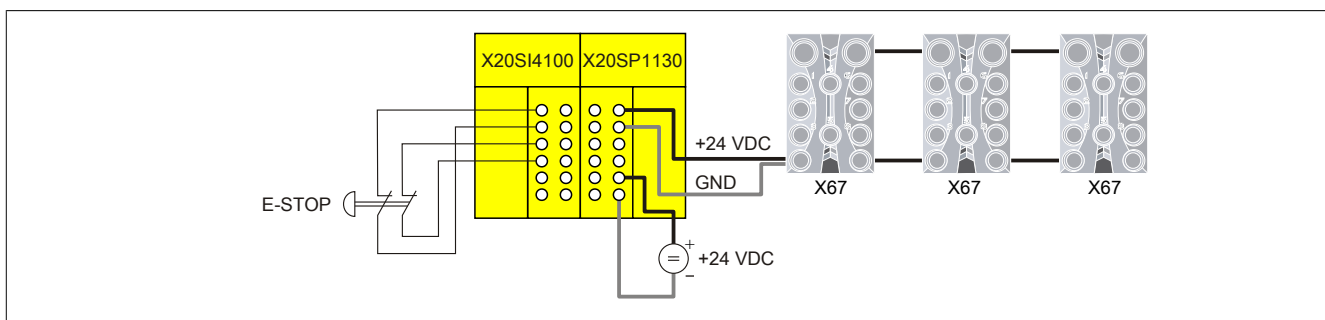 X20SI4100 X20SP1130
+24 VDC
GND
X67 X67 X67
E-STOP
+
+24 VDC
=
–